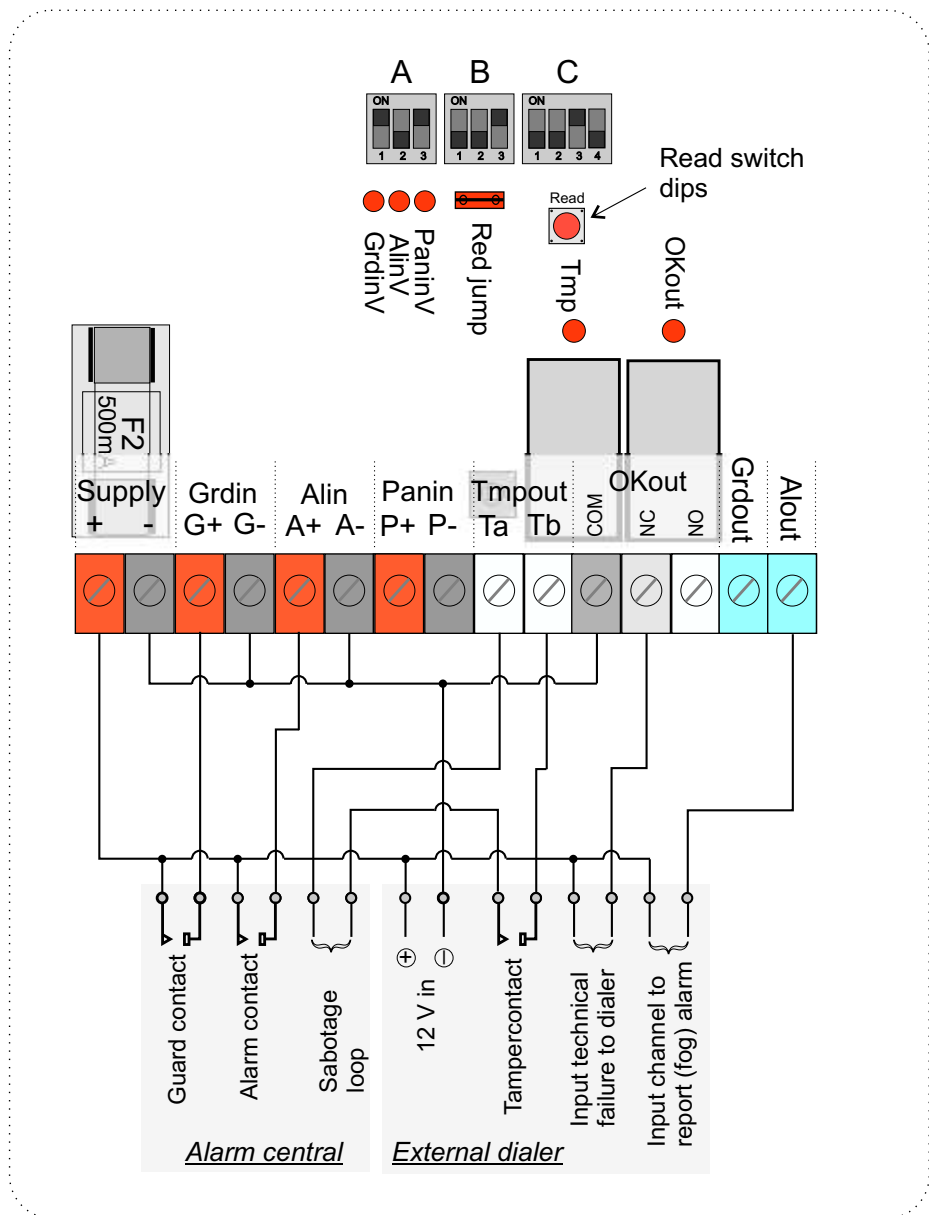 A B C
ON ON ON
1 2 3 1 2 3 1 2 3 4
Read switch
dips
Read
GrdinV
AlinV
PaninV
Red jump
Tmp
OKout
F2
500mA
Supply
+ -
Grdin
G+ G-
Alin
A+ A-
Panin
P+ P-
Tmpout
Ta Tb
OKout
COM
NC
NO
Grdout
Alout
Guard contact
Alarm contact
Sabotage
loop
Alarm central
+ −
12 V in
Tampercontact
Input technical
failure to dialer
Input channel to
report (fog) alarm
External dialer